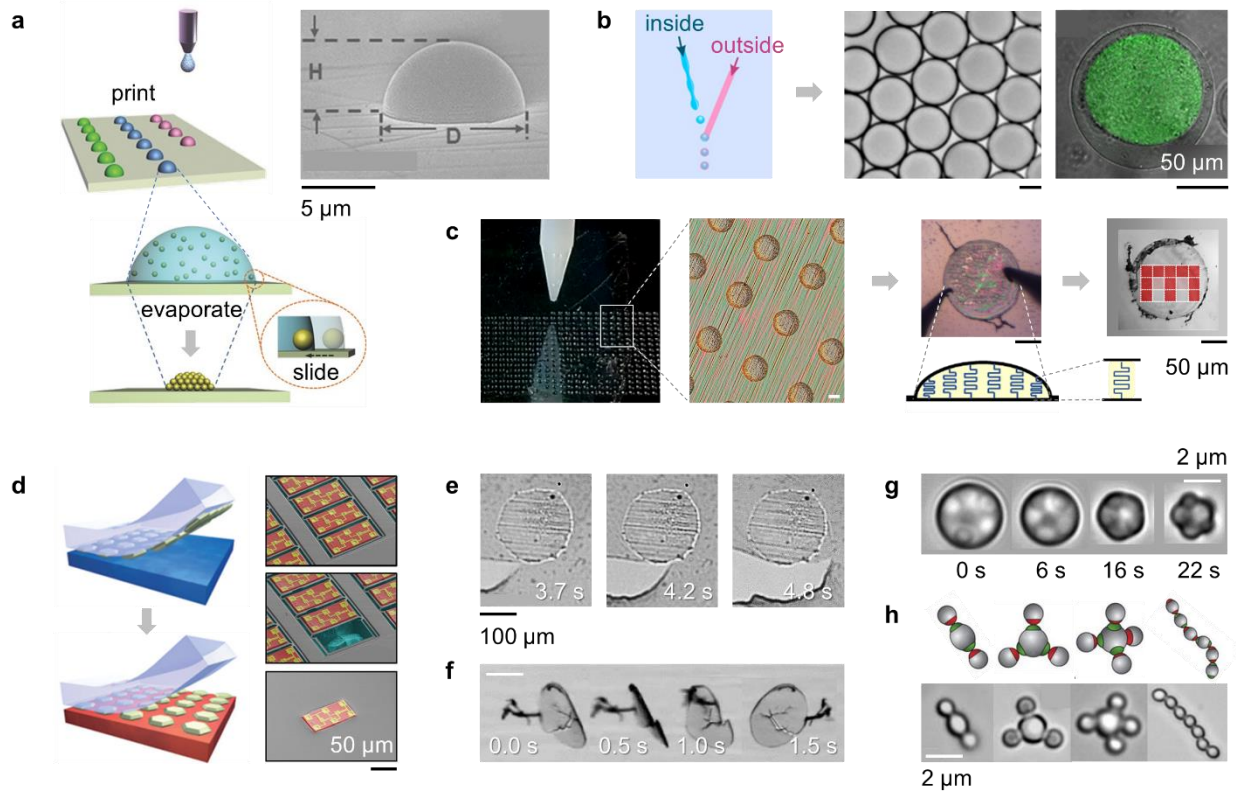 a
print
H
D
5 µm
evaporate
slide
b
inside
outside
50 µm
c
50 µm
d
50 µm
e
3.7 s
4.2 s
4.8 s
100 µm
f
0.0 s
0.5 s
1.0 s
1.5 s
g
2 µm
0 s
6 s
16 s
22 s
h
2 µm